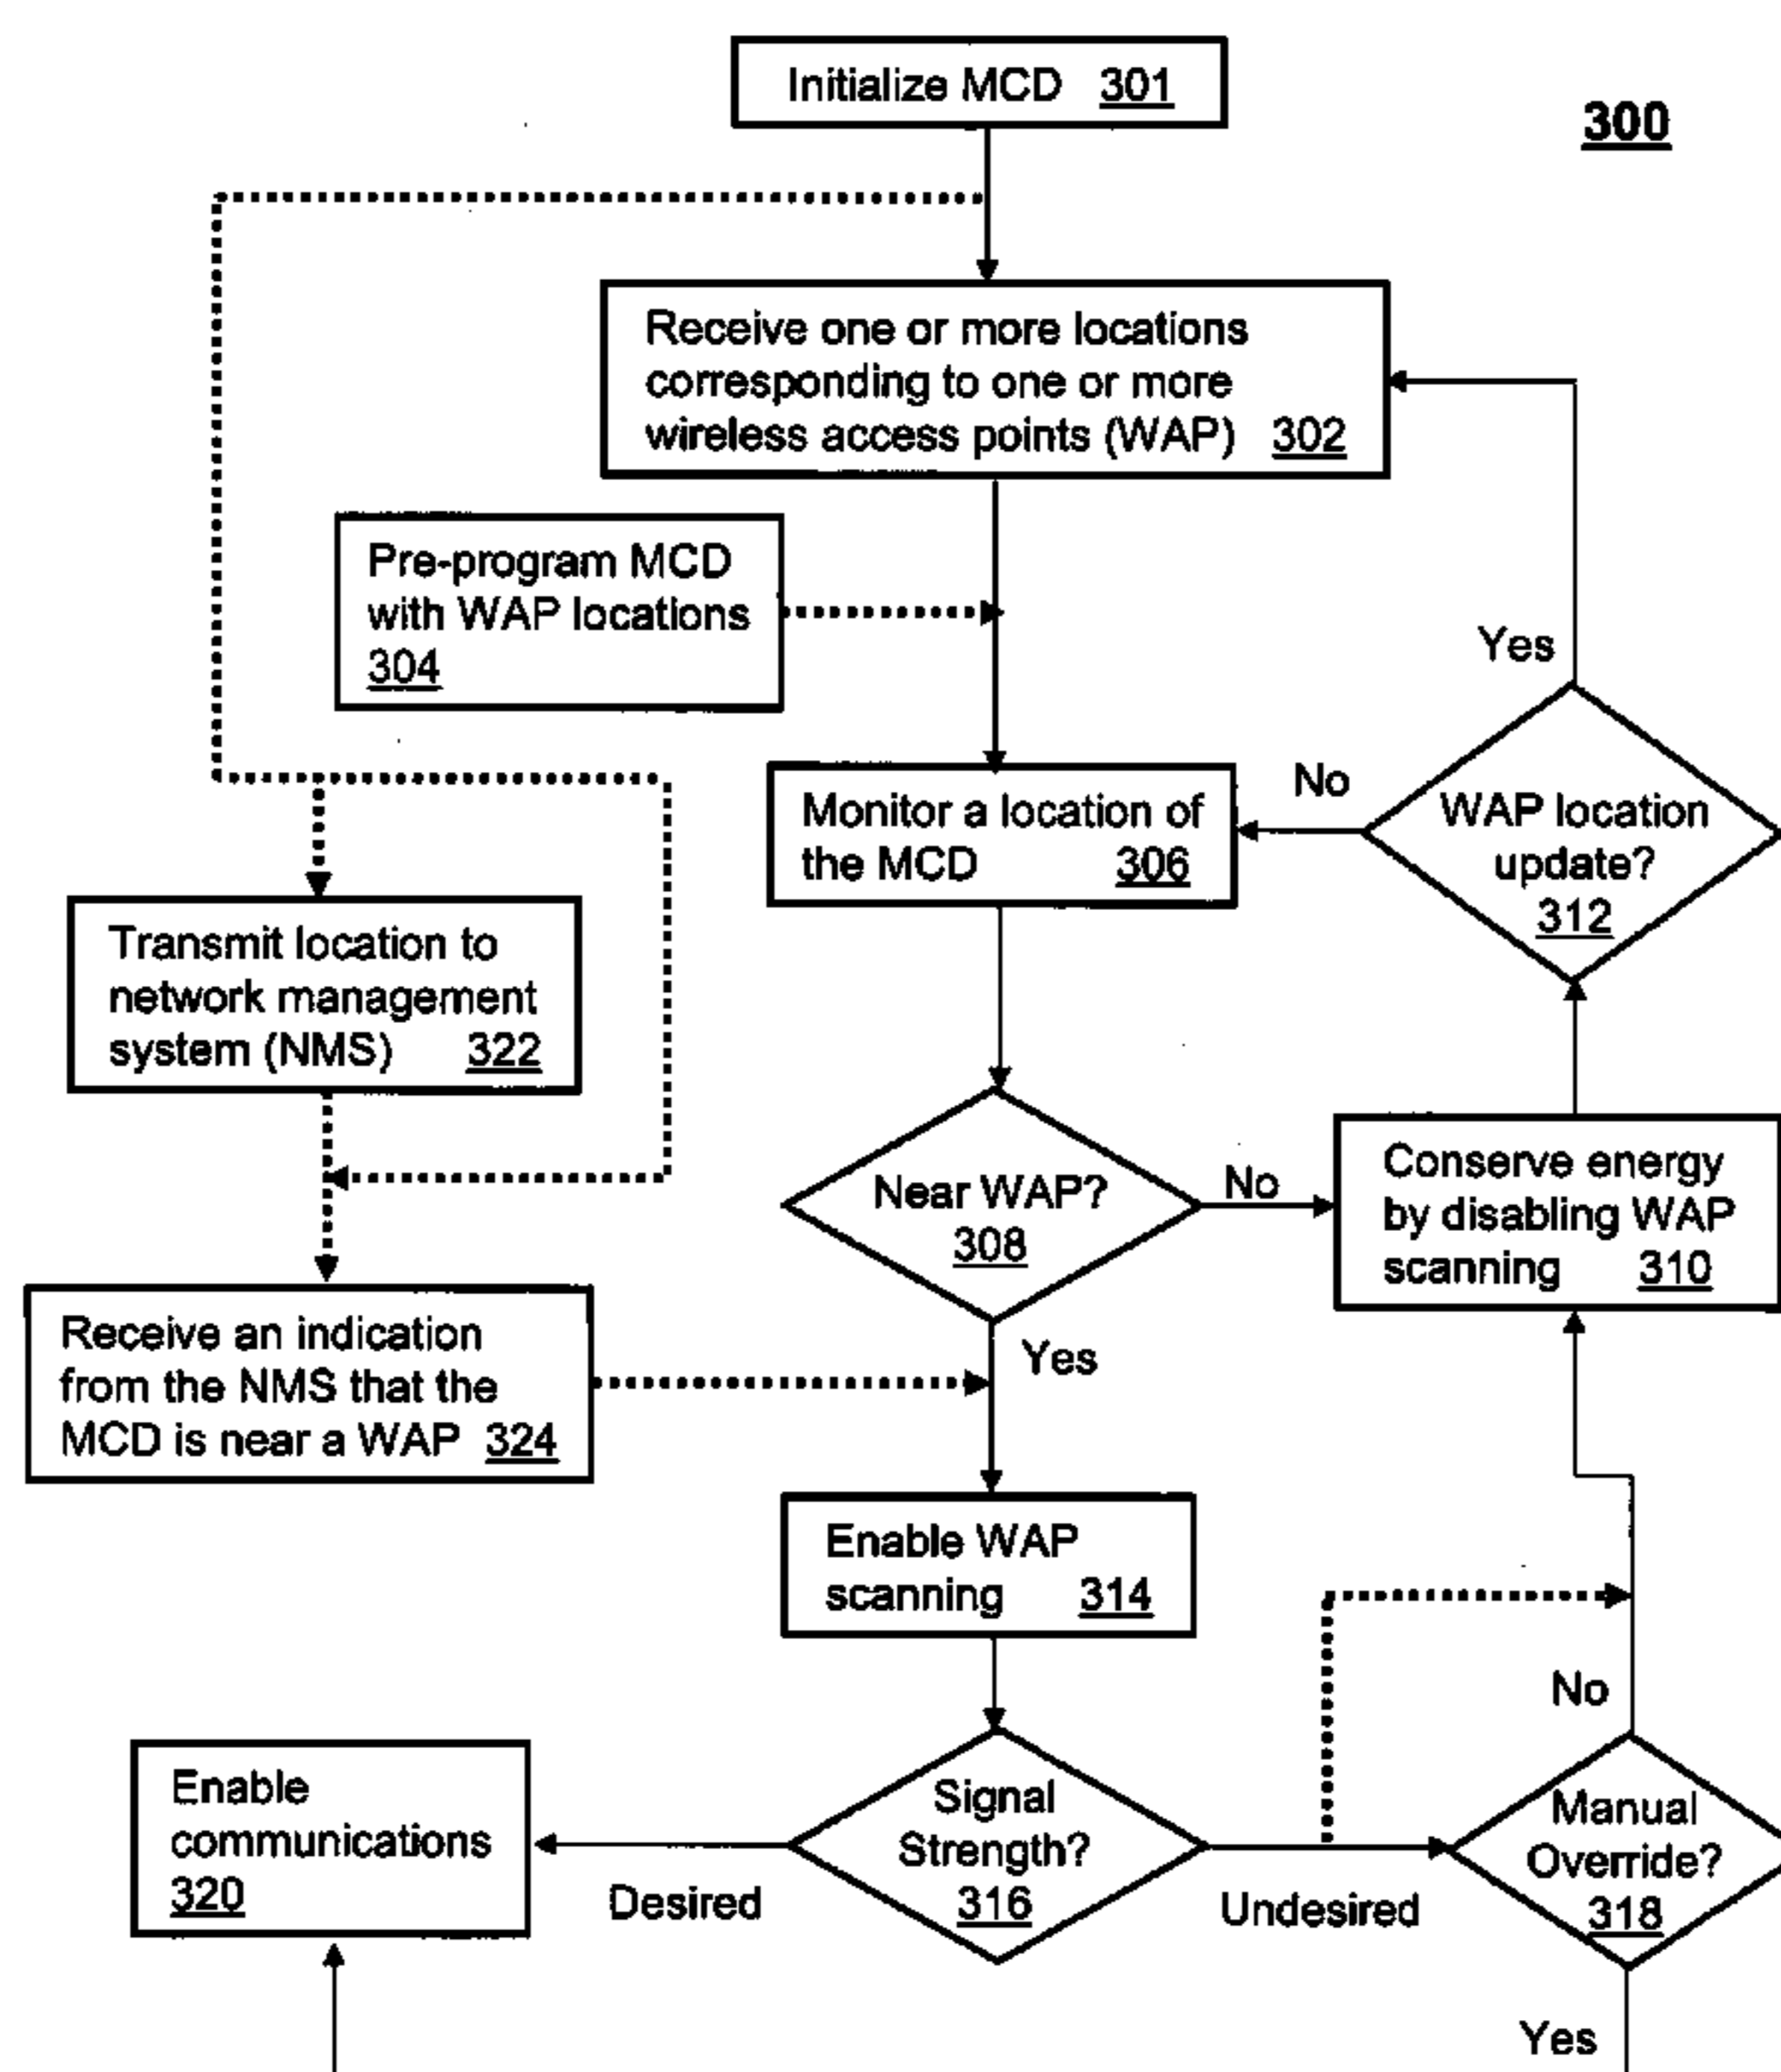 Initialize MCD 301
300
Receive one or more locations
corresponding to one or more
wireless access points (WAP) 302
Pre-program MCD
with WAP locations
304
Yes
No
Monitor a location of
the MCD 306
WAP location
update?
312
Transmit location to
network management
system (NMS) 322
Near WAP?
308
No
Conserve energy
by disabling WAP
scanning 310
Receive an indication
from the NMS that the
MCD is near a WAP 324
Yes
Enable WAP
scanning 314
No
Enable
communications
320
Signal
Strength?
316
Manual
Override?
318
Desired
Undesired
Yes